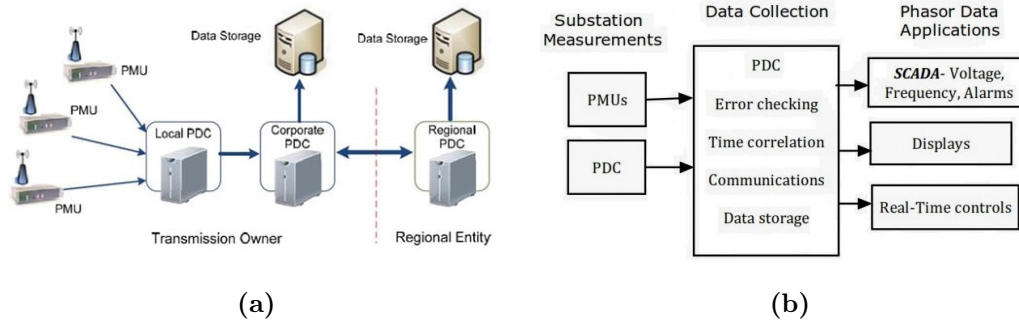 Data Storage
Data Storage
PMU
PMU
PMU
Local PDC
Corporate
PDC
Regional
PDC
Transmission Owner
Regional Entity
(a)
Substation
Measurements
Data Collection
Phasor Data
Applications
PMUs
PDC
PDC
Error checking
Time correlation
Communications
Data storage
SCADA- Voltage,
Frequency, Alarms
Displays
Real-Time controls
(b)